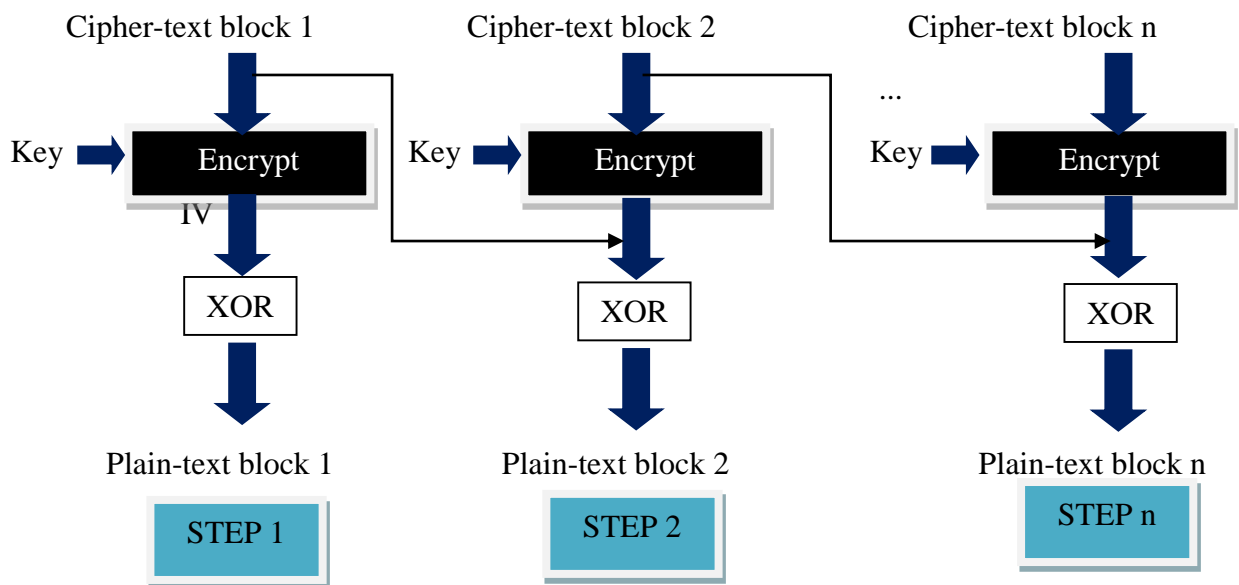 Cipher-text block 1 Cipher-text block 2 Cipher-text block n
...
Key Encrypt Key Encrypt Key Encrypt
IV
XOR XOR XOR
Plain-text block 1 Plain-text block 2 Plain-text block n
STEP 1 STEP 2 STEP n